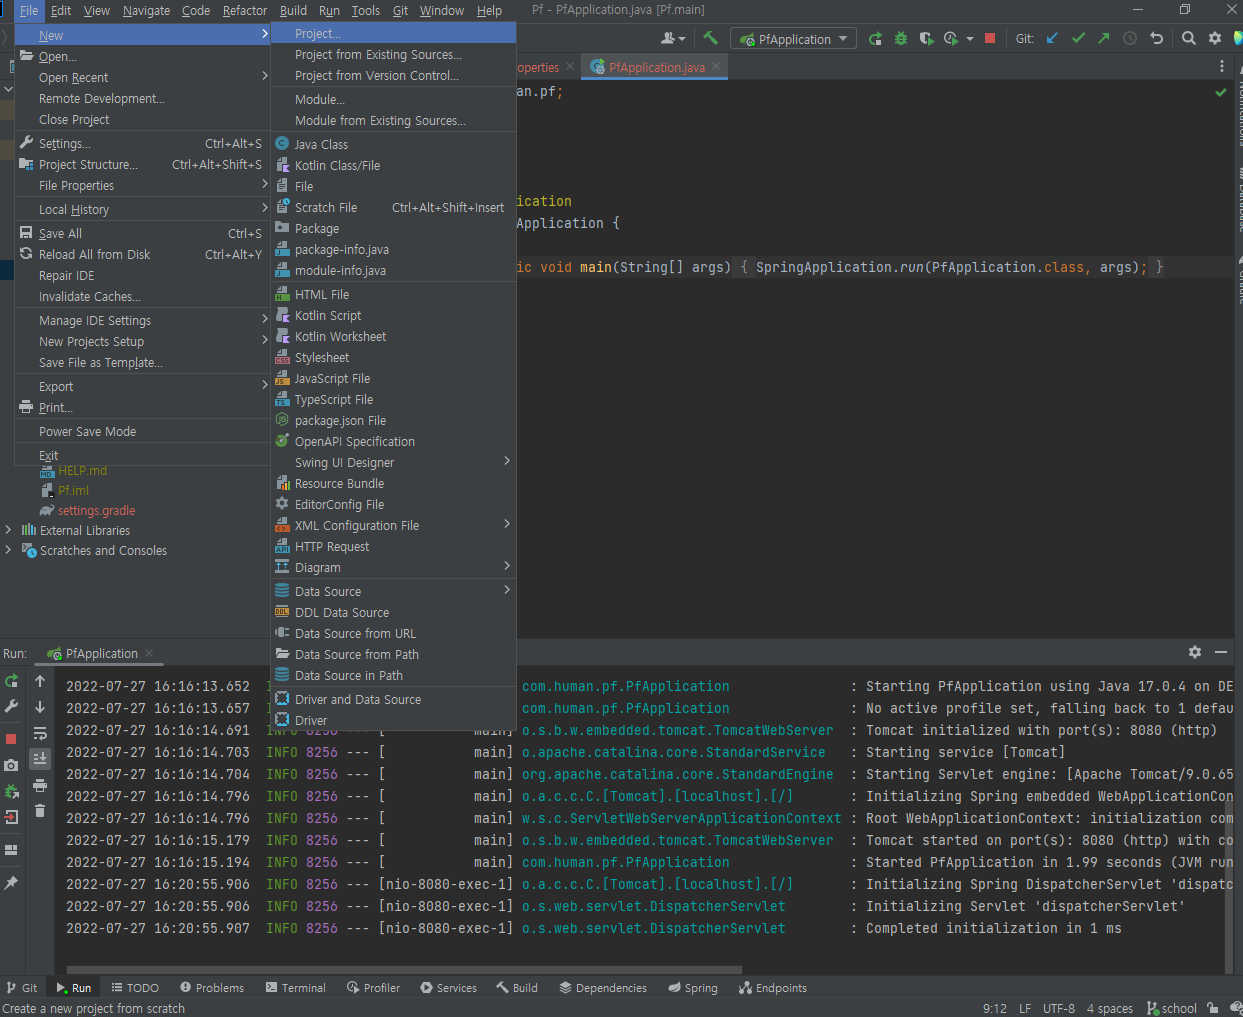 File Edit View Navigate Code Refactor Build Run Tools Git Window Help Pf - PfApplication.java [Pf.main]
PfApplication Git:
operties PfApplication.java
New
Open...
Open Recent
Remote Development...
Close Project
Settings... Ctrl+Alt+S
Project Structure... Ctrl+Alt+Shift+S
File Properties
Local History
Save All Ctrl+S
Reload All from Disk Ctrl+Alt+Y
Repair IDE
Invalidate Caches...
Manage IDE Settings
New Projects Setup
Save File as Template...
Export
Print...
Power Save Mode
Exit
Project...
Project from Existing Sources...
Project from Version Control...
Module...
Module from Existing Sources...
Java Class
Kotlin Class/File
File
Scratch File Ctrl+Alt+Shift+Insert
Package
package-info.java
module-info.java
HTML File
Kotlin Script
Kotlin Worksheet
Stylesheet
JavaScript File
TypeScript File
package.json File
OpenAPI Specification
Swing UI Designer
Resource Bundle
EditorConfig File
XML Configuration File
HTTP Request
Diagram
Data Source
DDL Data Source
Data Source from URL
Data Source from Path
Data Source in Path
Driver and Data Source
Driver
an.pf;
ication
Application {
ic void main(String[] args) { SpringApplication.run(PfApplication.class, args); }
HELP.md
Pf.iml
settings.gradle
External Libraries
Scratches and Consoles
Run: PfApplication
2022-07-27 16:16:13.652 com.human.pf.PfApplication : Starting PfApplication using Java 17.0.4 on DE
2022-07-27 16:16:13.657 com.human.pf.PfApplication : No active profile set, falling back to 1 defau
2022-07-27 16:16:14.691 INFO 8256 --- [ main] o.s.b.w.embedded.tomcat.TomcatWebServer : Tomcat initialized with port(s): 8080 (http)
2022-07-27 16:16:14.703 INFO 8256 --- [ main] o.apache.catalina.core.StandardService : Starting service [Tomcat]
2022-07-27 16:16:14.704 INFO 8256 --- [ main] org.apache.catalina.core.StandardEngine : Starting Servlet engine: [Apache Tomcat/9.0.65
2022-07-27 16:16:14.796 INFO 8256 --- [ main] o.a.c.c.C.[Tomcat].[localhost].[/] : Initializing Spring embedded WebApplicationCon
2022-07-27 16:16:14.796 INFO 8256 --- [ main] w.s.c.ServletWebServerApplicationContext : Root WebApplicationContext: initialization com
2022-07-27 16:16:15.179 INFO 8256 --- [ main] o.s.b.w.embedded.tomcat.TomcatWebServer : Tomcat started on port(s): 8080 (http) with co
2022-07-27 16:16:15.194 INFO 8256 --- [ main] com.human.pf.PfApplication : Started PfApplication in 1.99 seconds (JVM run
2022-07-27 16:20:55.906 INFO 8256 --- [nio-8080-exec-1] o.a.c.c.C.[Tomcat].[localhost].[/] : Initializing Spring DispatcherServlet 'dispatc
2022-07-27 16:20:55.906 INFO 8256 --- [nio-8080-exec-1] o.s.web.servlet.DispatcherServlet : Initializing Servlet 'dispatcherServlet'
2022-07-27 16:20:55.907 INFO 8256 --- [nio-8080-exec-1] o.s.web.servlet.DispatcherServlet : Completed initialization in 1 ms
Git Run TODO Problems Terminal Profiler Services Build Dependencies Spring Endpoints
Create a new project from scratch 9:12 LF UTF-8 4 spaces school